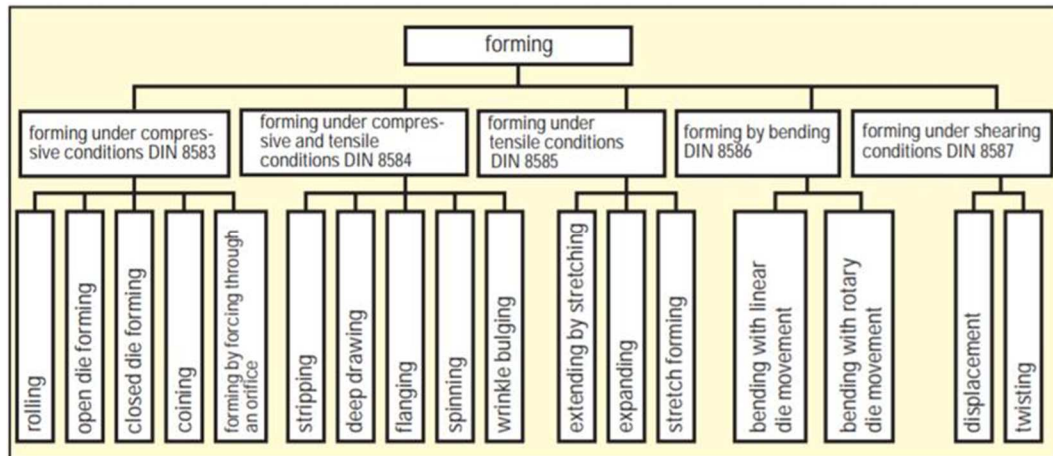 forming
forming under compres-
sive conditions DIN 8583
forming under compres-
sive and tensile
conditions DIN 8584
forming under
tensile conditions
DIN 8585
forming by bending
DIN 8586
forming under shearing
conditions DIN 8587
rolling
open die forming
closed die forming
coining
forming by forcing through
an orifice
stripping
deep drawing
flanging
spinning
wrinkle bulging
extending by stretching
expanding
stretch forming
bending with linear
die movement
bending with rotary
die movement
displacement
twisting